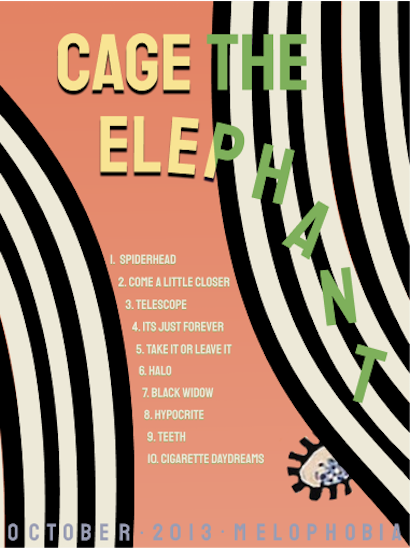 CAGE THE
ELEPHANT
1. SPIDERHEAD
2. COME A LITTLE CLOSER
3. TELESCOPE
4. ITS JUST FOREVER
5. TAKE IT OR LEAVE IT
6. HALO
7. BLACK WIDOW
8. HYPOCRITE
9. TEETH
10. CIGARETTE DAYDREAMS
OCTOBER · 2013 · MELOPHOBIA